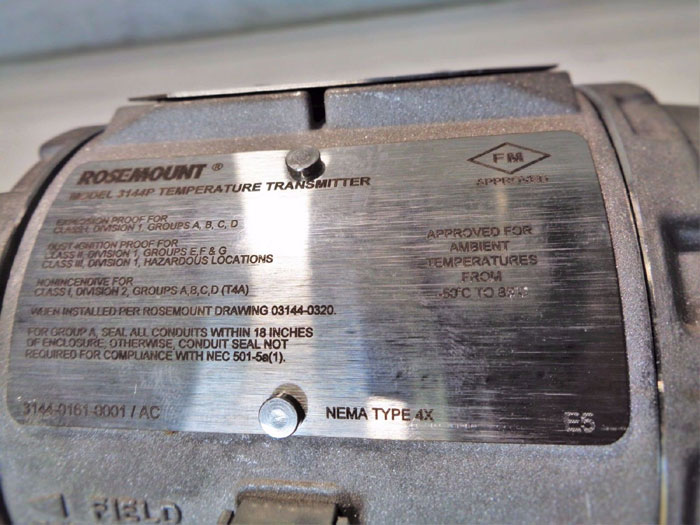 ROSEMOUNT ®
MODEL 3144P TEMPERATURE TRANSMITTER
FM
APPROVED
EXPLOSION PROOF FOR
CLASS I, DIVISION 1, GROUPS A, B, C, D
DUST-IGNITION PROOF FOR
CLASS II, DIVISION 1, GROUPS E,F & G
CLASS III, DIVISION 1, HAZARDOUS LOCATIONS
NONINCENDIVE FOR
CLASS I, DIVISION 2, GROUPS A,B,C,D (T4A)
WHEN INSTALLED PER ROSEMOUNT DRAWING 03144-0320.
FOR GROUP A, SEAL ALL CONDUITS WITHIN 18 INCHES
OF ENCLOSURE, OTHERWISE, CONDUIT SEAL NOT
REQUIRED FOR COMPLIANCE WITH NEC 501-5a(1).
APPROVED FOR
AMBIENT
TEMPERATURES
FROM
TO
3144-0161-0001 / AC
NEMA TYPE 4X
E5
FIELD